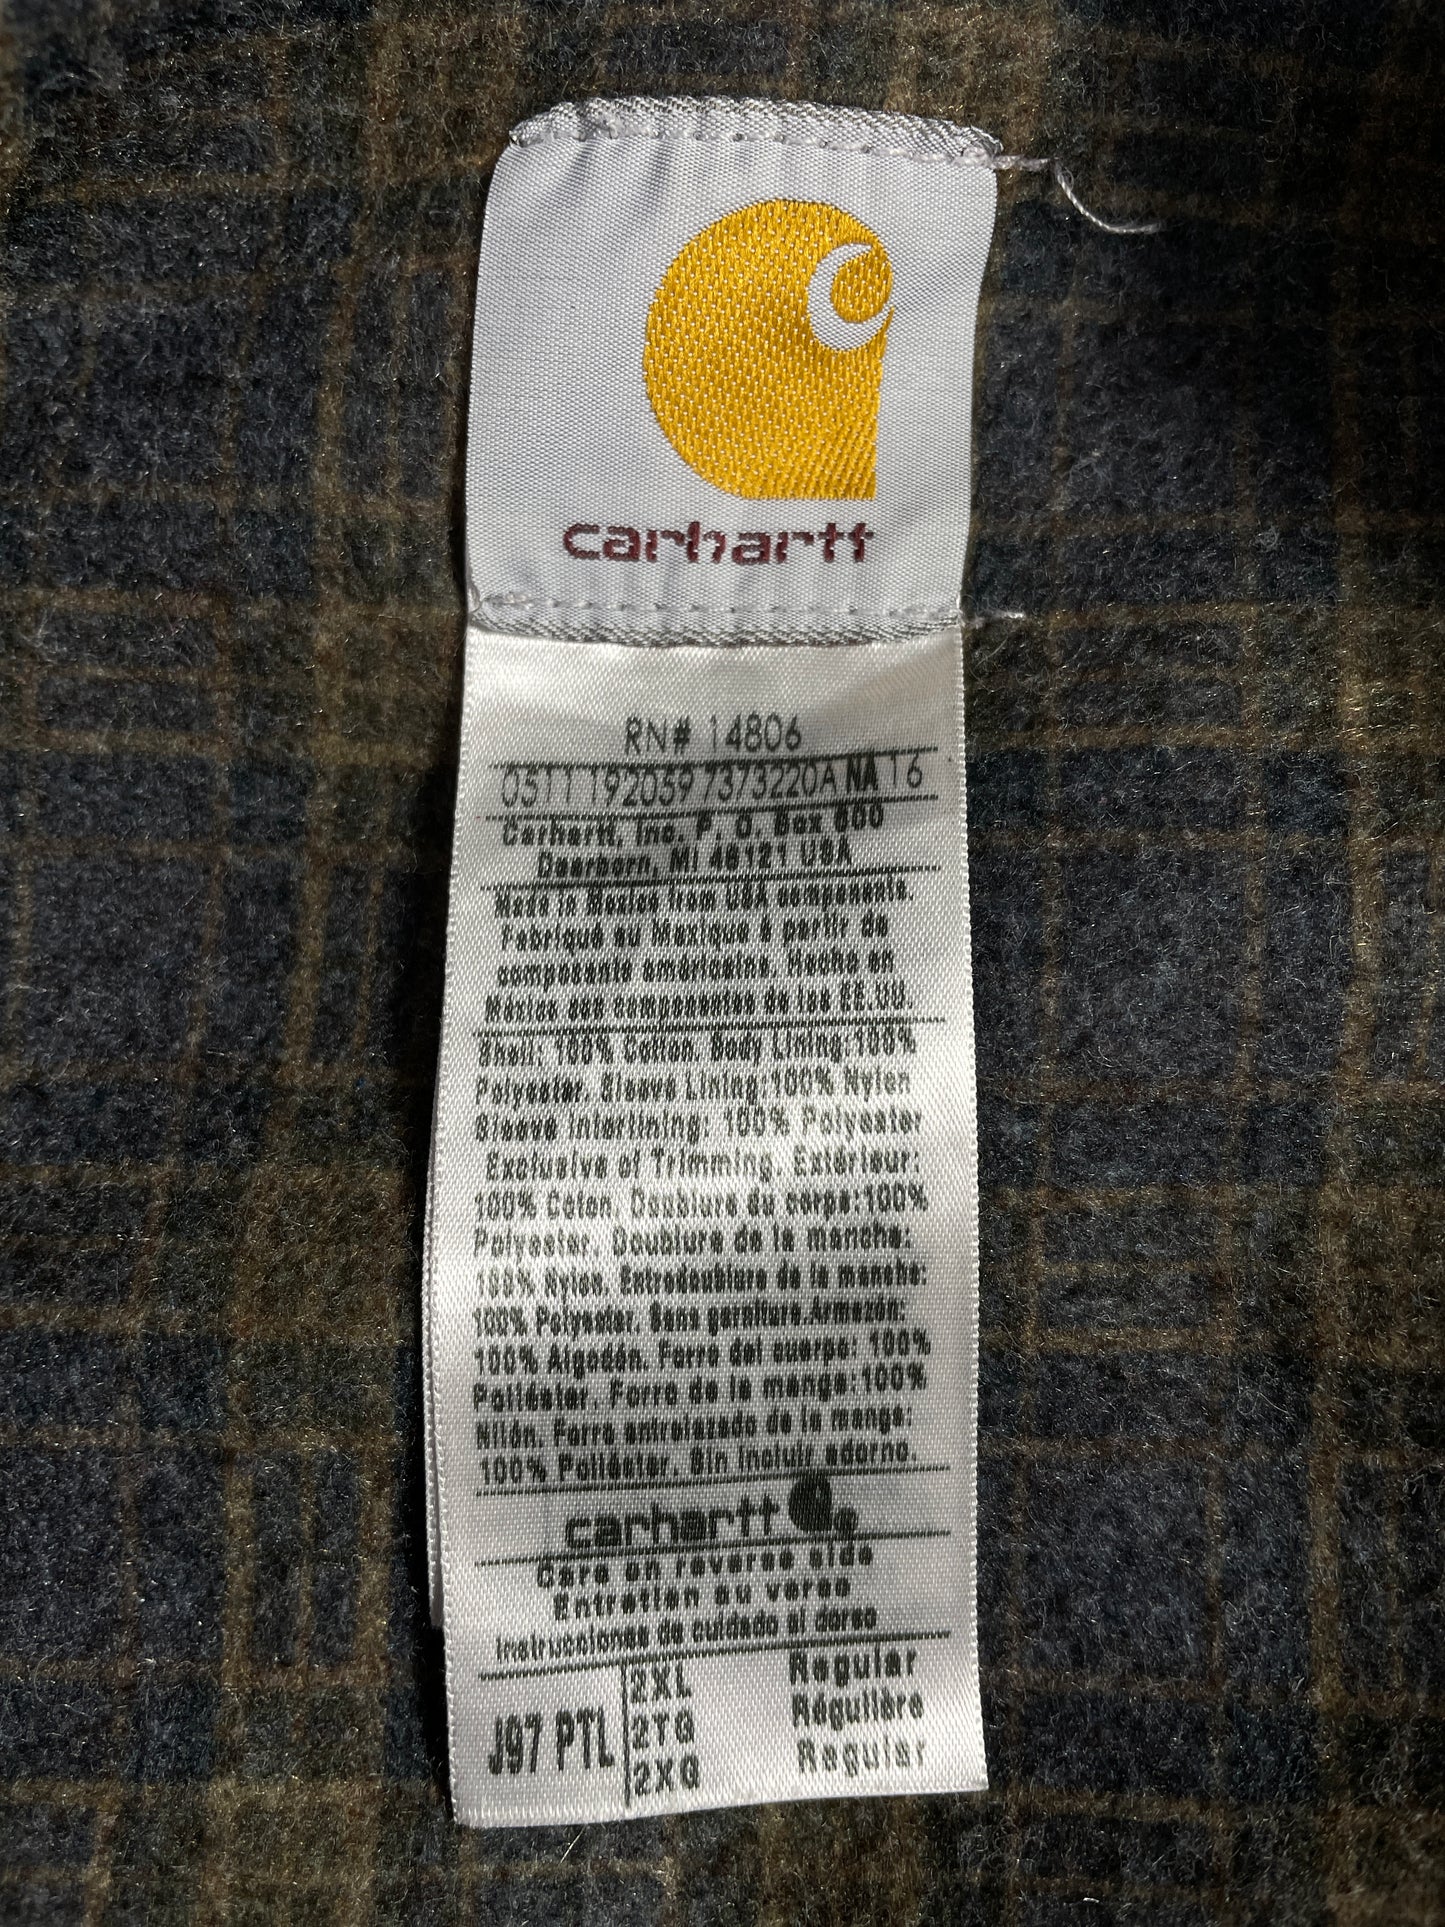 carhartt
RN# 14806
0511 192059 7373220A NA 16
Carhartt, Inc. P. O. Box 600
Dearborn, MI 48121 USA
Made in Mexico from USA components.
Fabriqué au Mexique à partir de
composants américains. Hecho en
México con componentes de los EE.UU.
Shell: 100% Cotton. Body Lining:100%
Polyester. Sleeve Lining:100% Nylon
Sleeve Interlining: 100% Polyester
Exclusive of Trimming. Extérieur:
100% Coton. Doublure du corps:100%
Polyester. Doublure de la manche:
100% Nylon. Entredoublure de la manche:
100% Polyester. Sans garniture.Armazón:
100% Algodón. Forro del cuerpo: 100%
Poliéster. Forro de la manga:100%
Nilón. Forro entrelazado de la manga:
100% Poliéster. Sin incluir adorno.
carhartt ®
Care on reverse side
Entretien au verso
Instrucciones de cuidado al dorso
J97 PTL
2XL Regular
2TG Régulière
2XG Regular